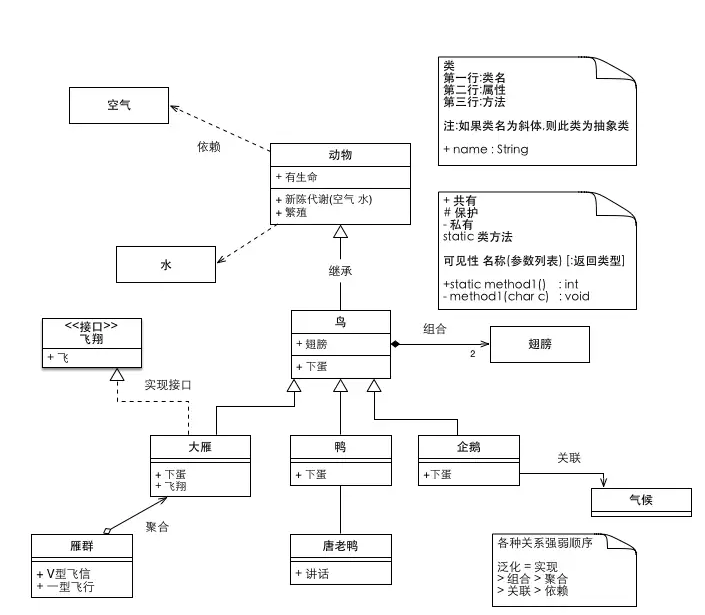 类
第一行:类名
第二行:属性
第三行:方法
注:如果类名为斜体,则此类为抽象类
+ name : String
空气
依赖
动物
+ 有生命
+ 新陈代谢(空气 水)
+ 繁殖
+ 共有
# 保护
- 私有
static 类方法
可见性 名称(参数列表) [:返回类型]
+static method1() : int
- method1(char c) : void
水
继承
<<接口>>
飞翔
+ 飞
鸟
+ 翅膀
+ 下蛋
组合
2
翅膀
实现接口
大雁
+ 下蛋
+ 飞翔
鸭
+ 下蛋
企鹅
+下蛋
关联
气候
聚合
雁群
+ V型飞信
+ 一型飞行
唐老鸭
+ 讲话
各种关系强弱顺序
泛化 = 实现
> 组合 > 聚合
> 关联 > 依赖